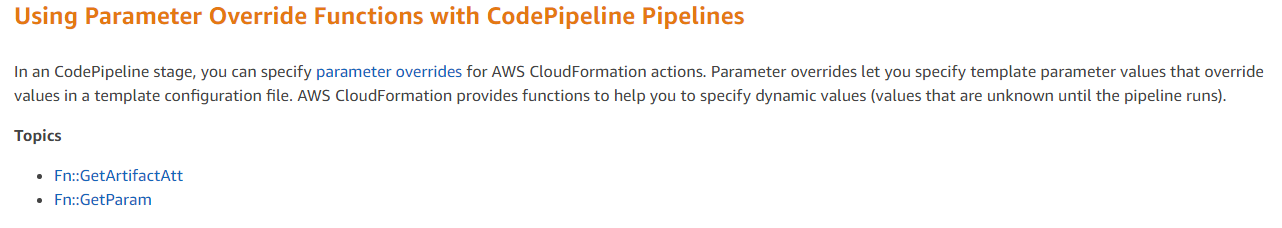 Using Parameter Override Functions with CodePipeline Pipelines
In an CodePipeline stage, you can specify parameter overrides for AWS CloudFormation actions. Parameter overrides let you specify template parameter values that override
values in a template configuration file. AWS CloudFormation provides functions to help you to specify dynamic values (values that are unknown until the pipeline runs).
Topics
• Fn::GetArtifactAtt
• Fn::GetParam